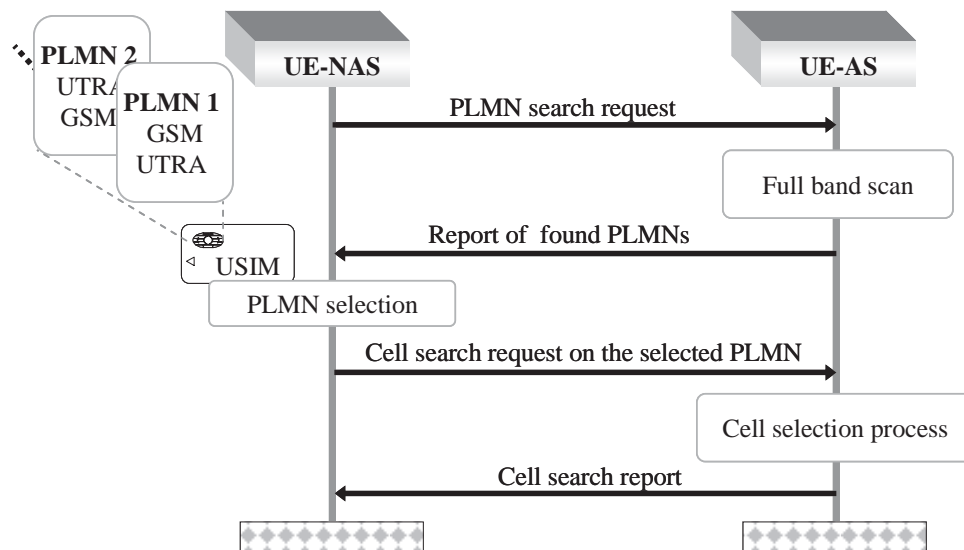 PLMN 2
UTRA
GSM
PLMN 1
GSM
UTRA
USIM
UE-NAS
UE-AS
PLMN search request
Full band scan
Report of found PLMNs
PLMN selection
Cell search request on the selected PLMN
Cell selection process
Cell search report